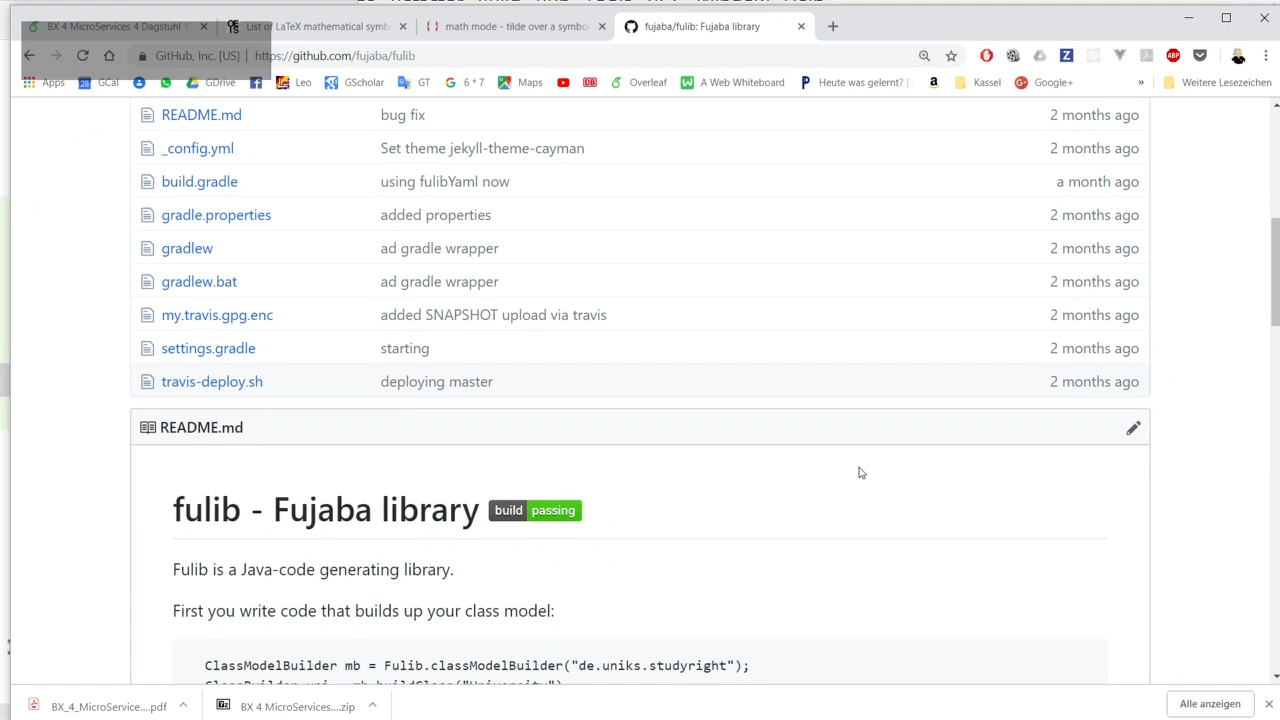 BX 4 MicroServices 4 Dagstuhl
List of LaTeX mathematical symb
math mode - tilde over a symbol
fujaba/fulib: Fujaba library
GitHub, Inc. [US] | https://github.com/fujaba/fulib
Apps GCal GDrive Leo GScholar GT 6 * 7 Maps Overleaf A Web Whiteboard Heute was gelernt? [ Kassel Google+ » Weitere Lesezeichen
README.md bug fix 2 months ago
_config.yml Set theme jekyll-theme-cayman 2 months ago
build.gradle using fulibYaml now a month ago
gradle.properties added properties 2 months ago
gradlew ad gradle wrapper 2 months ago
gradlew.bat ad gradle wrapper 2 months ago
my.travis.gpg.enc added SNAPSHOT upload via travis 2 months ago
settings.gradle starting 2 months ago
travis-deploy.sh deploying master 2 months ago
README.md
fulib - Fujaba library build passing
Fulib is a Java-code generating library.
First you write code that builds up your class model:
ClassModelBuilder mb = Fulib.classModelBuilder("de.uniks.studyright");
BX_4_MicroService....pdf BX 4 MicroServices....zip Alle anzeigen